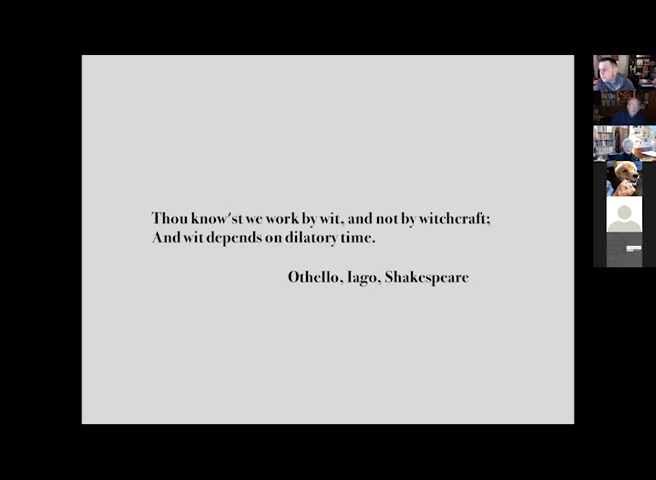 Thou know'st we work by wit, and not by witchcraft;
And wit depends on dilatory time.
Othello, Iago, Shakespeare